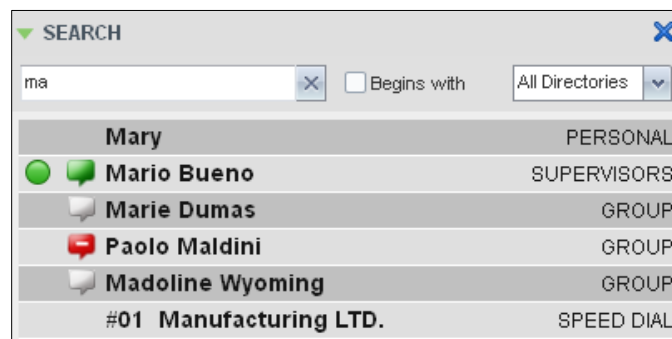 SEARCH
ma Begins with All Directories
Mary PERSONAL
Mario Bueno SUPERVISORS
Marie Dumas GROUP
Paolo Maldini GROUP
Madoline Wyoming GROUP
#01 Manufacturing LTD. SPEED DIAL